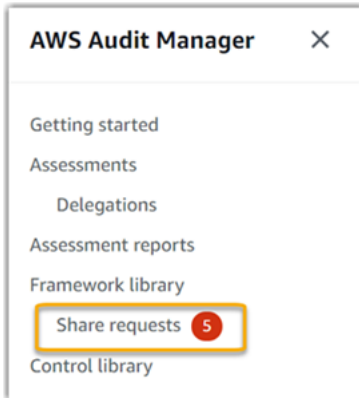 AWS Audit Manager
Getting started
Assessments
Delegations
Assessment reports
Framework library
Share requests 5
Control library